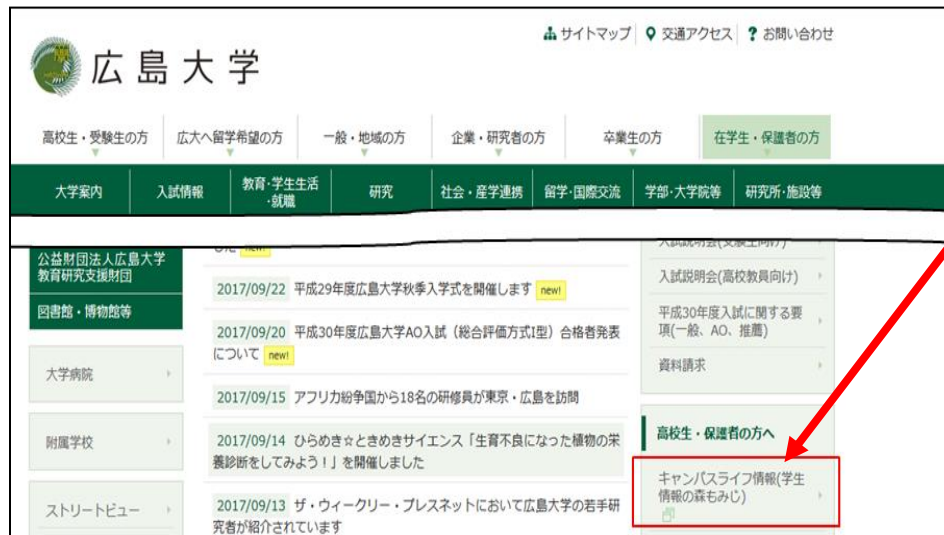 サイトマップ 交通アクセス ? お問い合わせ
広島大学
高校生・受験生の方 広大へ留学希望の方 一般・地域の方 企業・研究者の方 卒業生の方 在学生・保護者の方
大学案内 入試情報 教育・学生生活・就職 研究 社会・産学連携 留学・国際交流 学部・大学院等 研究所・施設等
公益財団法人広島大学
教育研究支援財団
図書館・博物館等
大学病院
附属学校
ストリートビュー
した new!
2017/09/22 平成29年度広島大学秋季入学式を開催します new!
2017/09/20 平成30年度広島大学AO入試（総合評価方式I型）合格者発表
について new!
2017/09/15 アフリカ紛争国から18名の研修員が東京・広島を訪問
2017/09/14 ひらめき☆ときめきサイエンス「生育不良になった植物の栄
養診断をしてみよう！」を開催しました
2017/09/13 ザ・ウィークリー・プレスネットにおいて広島大学の若手研
究者が紹介されています
入試説明会(受験生向け)
入試説明会(高校教員向け)
平成30年度入試に関する要
項(一般、AO、推薦)
資料請求
高校生・保護者の方へ
キャンパスライフ情報(学生
情報の森もみじ)